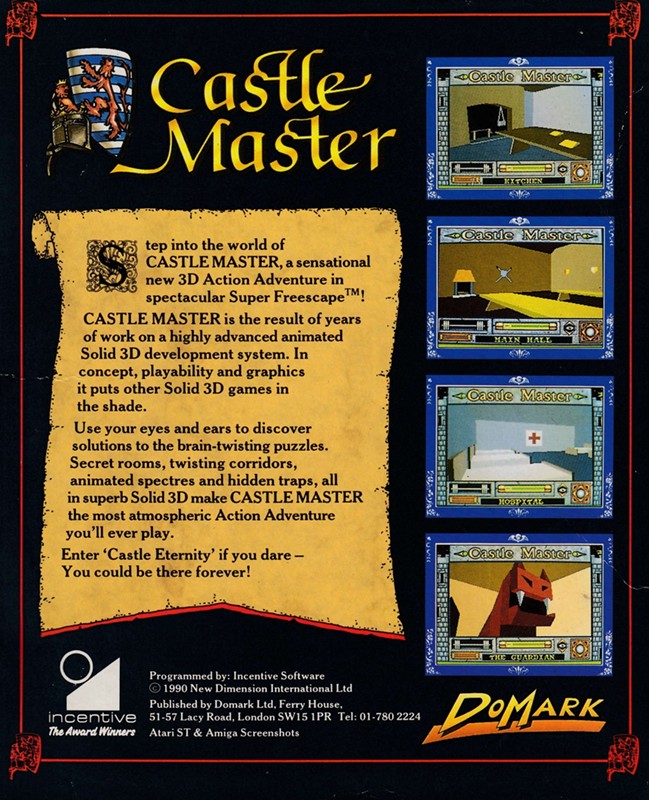 Castle
Master
Step into the world of
CASTLE MASTER, a sensational
new 3D Action Adventure in
spectacular Super Freescape™!
CASTLE MASTER is the result of years
of work on a highly advanced animated
Solid 3D development system. In
concept, playability and graphics
it puts other Solid 3D games in
the shade.
Use your eyes and ears to discover
solutions to the brain-twisting puzzles.
Secret rooms, twisting corridors,
animated spectres and hidden traps, all
in superb Solid 3D make CASTLE MASTER
the most atmospheric Action Adventure
you'll ever play.
Enter 'Castle Eternity' if you dare –
You could be there forever!
Castle Master
KITCHEN
Castle Master
MAIN HALL
Castle Master
HOSPITAL
Castle Master
THE GUARDIAN
incentive
The Award Winners
Programmed by: Incentive Software
© 1990 New Dimension International Ltd
Published by Domark Ltd, Ferry House,
51-57 Lacy Road, London SW15 1PR Tel: 01-780 2224
Atari ST & Amiga Screenshots
DOMARK